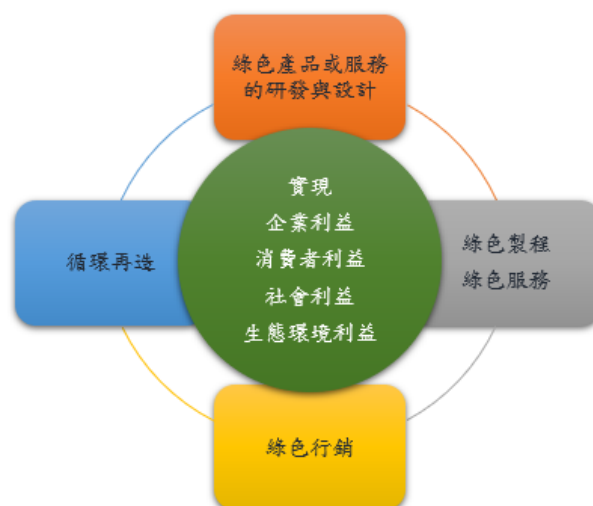 綠色產品或服務
的研發與設計
循環再造
實現
企業利益
消費者利益
社會利益
生態環境利益
綠色製程
綠色服務
綠色行銷